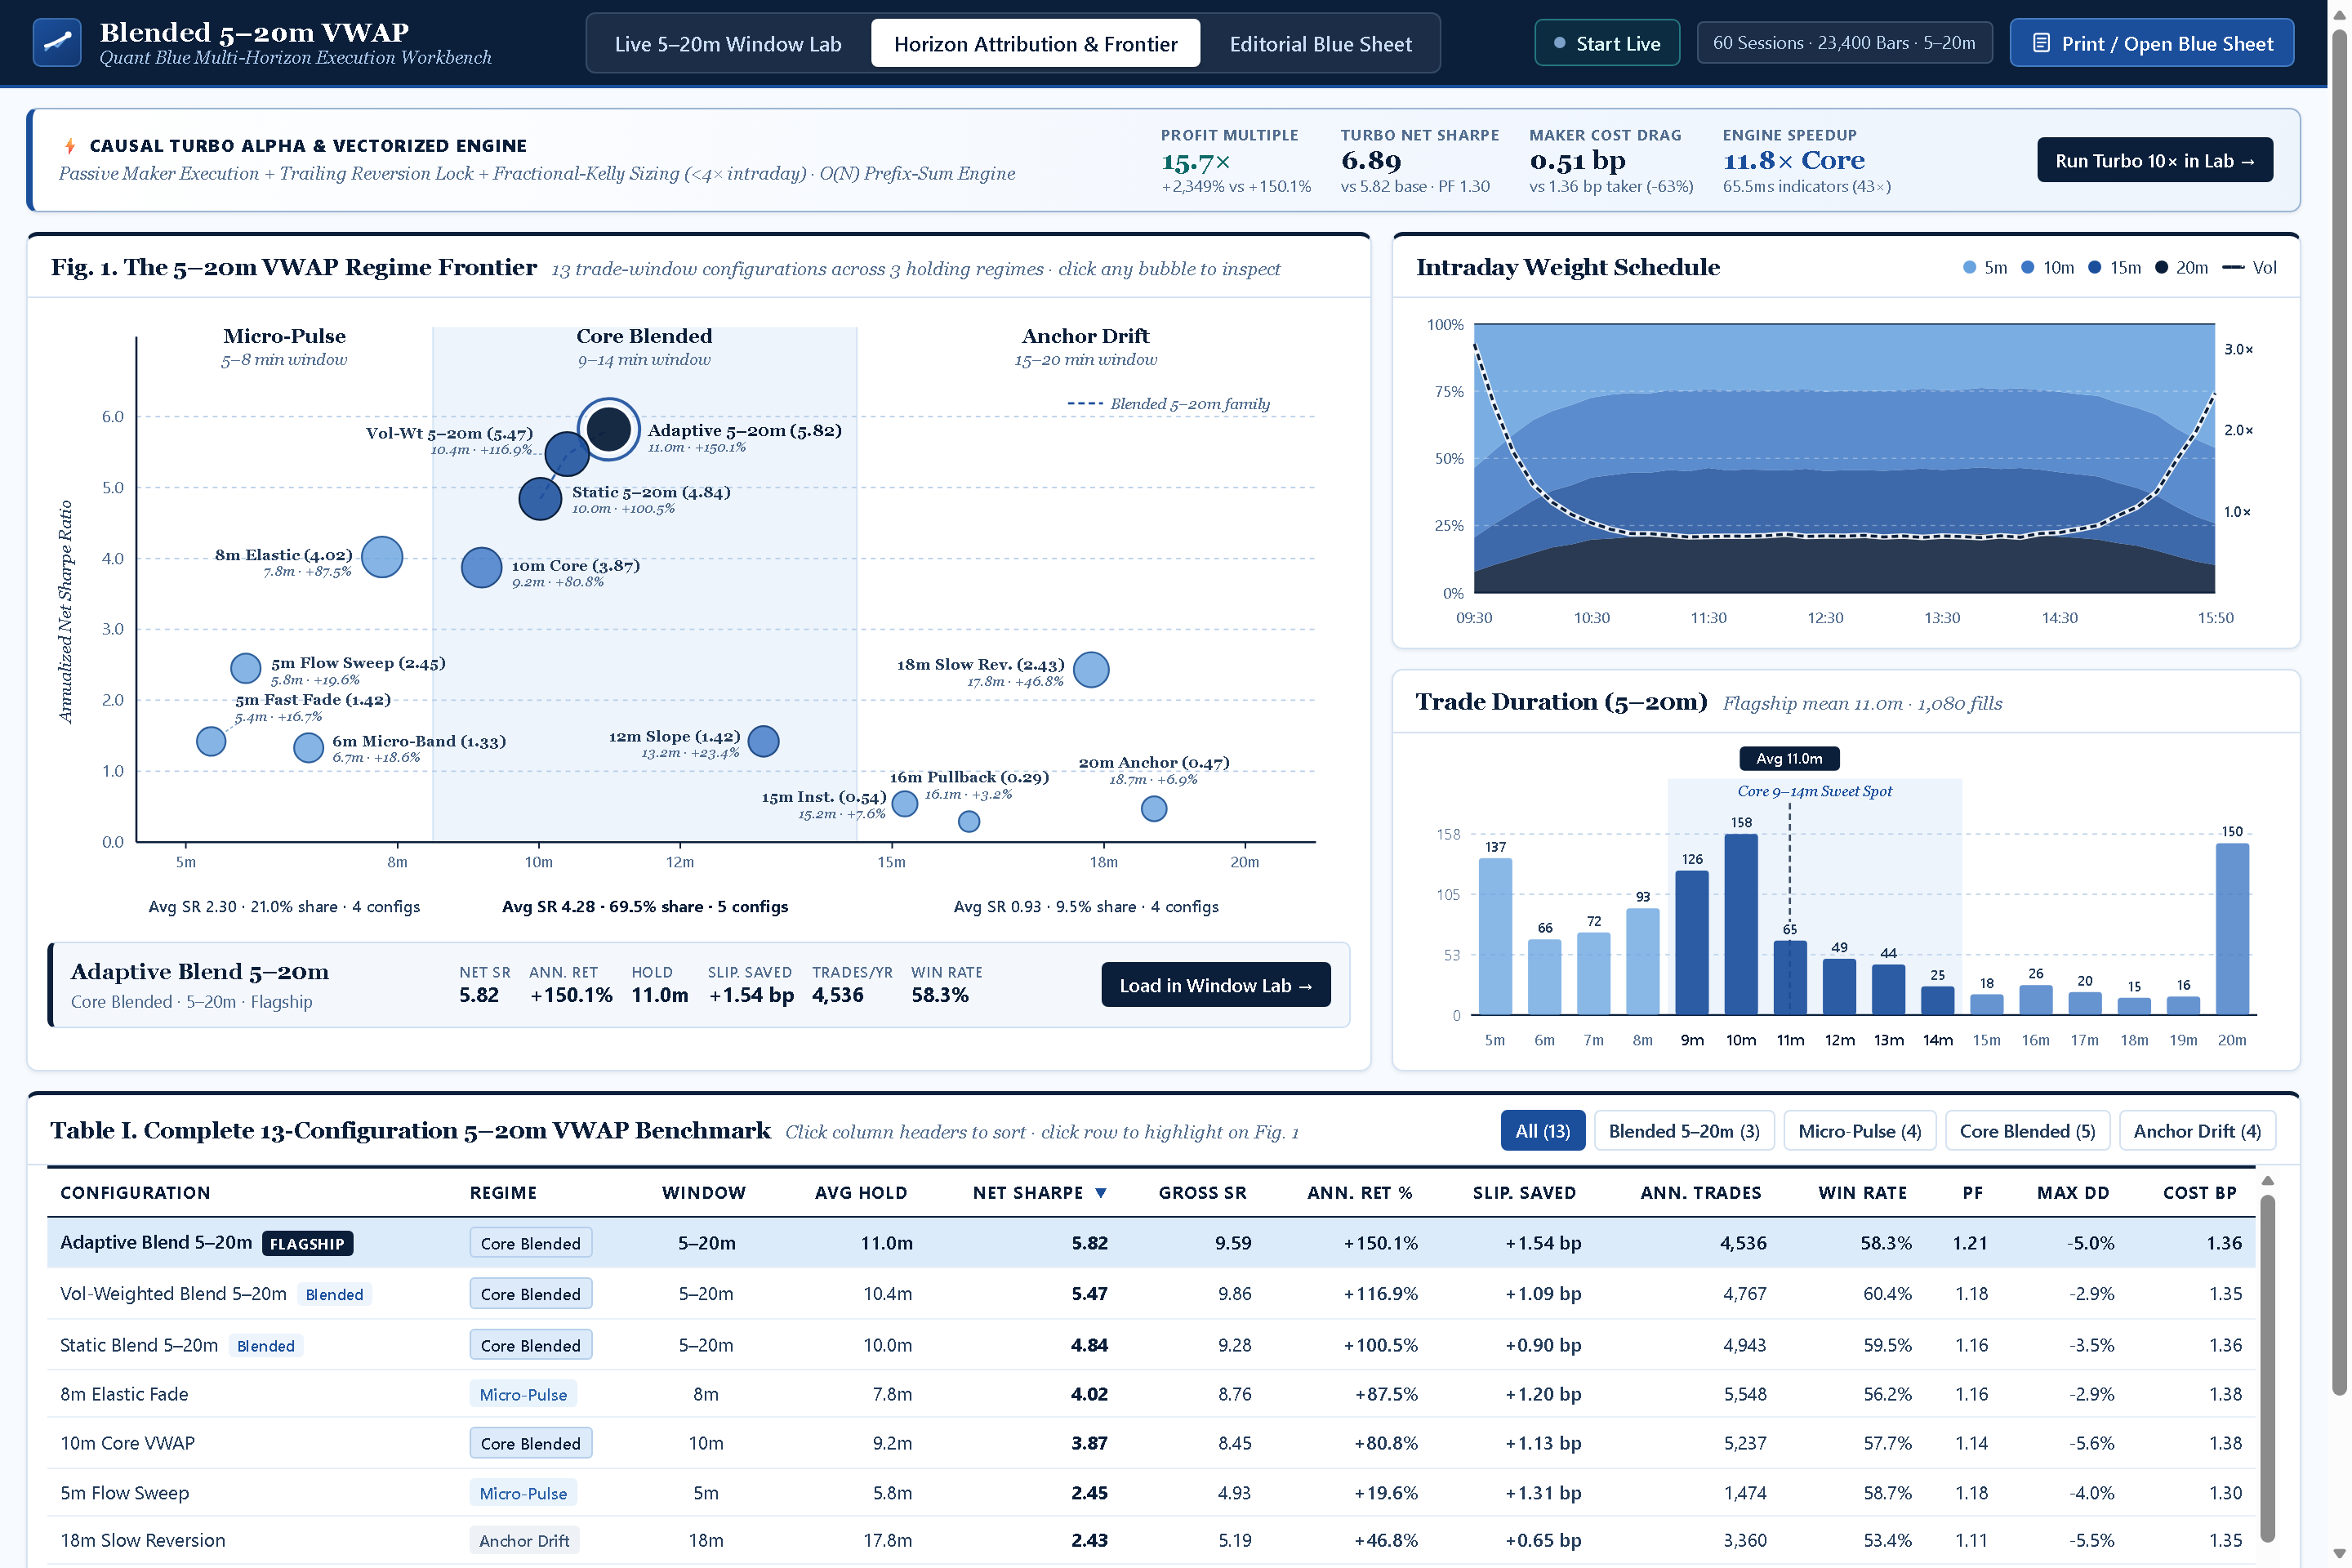 Blended 5–20m VWAP
Quant Blue Multi-Horizon Execution Workbench
Live 5–20m Window Lab
Horizon Attribution & Frontier
Editorial Blue Sheet
Start Live
60 Sessions · 23,400 Bars · 5–20m
Print / Open Blue Sheet
CAUSAL TURBO ALPHA & VECTORIZED ENGINE
Passive Maker Execution + Trailing Reversion Lock + Fractional-Kelly Sizing (<4× intraday) · O(N) Prefix-Sum Engine
PROFIT MULTIPLE
15.7×
+2,349% vs +150.1%
TURBO NET SHARPE
6.89
vs 5.82 base · PF 1.30
MAKER COST DRAG
0.51 bp
vs 1.36 bp taker (-63%)
ENGINE SPEEDUP
11.8× Core
65.5ms indicators (43×)
Run Turbo 10× in Lab →
Fig. 1. The 5–20m VWAP Regime Frontier
13 trade-window configurations across 3 holding regimes · click any bubble to inspect
Micro-Pulse
5–8 min window
Core Blended
9–14 min window
Anchor Drift
15–20 min window
Blended 5–20m family
Annualized Net Sharpe Ratio
6.0
5.0
4.0
3.0
2.0
1.0
0.0
Vol-Wt 5–20m (5.47)
10.4m · +116.9%
Adaptive 5–20m (5.82)
11.0m · +150.1%
Static 5–20m (4.84)
10.0m · +100.5%
8m Elastic (4.02)
7.8m · +87.5%
10m Core (3.87)
9.2m · +80.8%
5m Flow Sweep (2.45)
5.8m · +19.6%
5m Fast Fade (1.42)
5.4m · +16.7%
6m Micro-Band (1.33)
6.7m · +18.6%
18m Slow Rev. (2.43)
17.8m · +46.8%
12m Slope (1.42)
13.2m · +23.4%
15m Inst. (0.54)
15.2m · +7.6%
16m Pullback (0.29)
16.1m · +3.2%
20m Anchor (0.47)
18.7m · +6.9%
5m 8m 10m 12m 15m 18m 20m
Avg SR 2.30 · 21.0% share · 4 configs
Avg SR 4.28 · 69.5% share · 5 configs
Avg SR 0.93 · 9.5% share · 4 configs
Adaptive Blend 5–20m
Core Blended · 5–20m · Flagship
NET SR ANN. RET HOLD SLIP. SAVED TRADES/YR WIN RATE
5.82 +150.1% 11.0m +1.54 bp 4,536 58.3%
Load in Window Lab →
Intraday Weight Schedule
5m 10m 15m 20m Vol
100%
75%
50%
25%
0%
3.0×
2.0×
1.0×
09:30 10:30 11:30 12:30 13:30 14:30 15:50
Trade Duration (5–20m)
Flagship mean 11.0m · 1,080 fills
Avg 11.0m
Core 9–14m Sweet Spot
158
105
53
0
137 66 72 93 126 158 65 49 44 25 18 26 20 15 16 150
5m 6m 7m 8m 9m 10m 11m 12m 13m 14m 15m 16m 17m 18m 19m 20m
Table I. Complete 13-Configuration 5–20m VWAP Benchmark
Click column headers to sort · click row to highlight on Fig. 1
All (13)
Blended 5–20m (3)
Micro-Pulse (4)
Core Blended (5)
Anchor Drift (4)
CONFIGURATION REGIME WINDOW AVG HOLD NET SHARPE ▼ GROSS SR ANN. RET % SLIP. SAVED ANN. TRADES WIN RATE PF MAX DD COST BP
Adaptive Blend 5–20m FLAGSHIP Core Blended 5–20m 11.0m 5.82 9.59 +150.1% +1.54 bp 4,536 58.3% 1.21 -5.0% 1.36
Vol-Weighted Blend 5–20m Blended Core Blended 5–20m 10.4m 5.47 9.86 +116.9% +1.09 bp 4,767 60.4% 1.18 -2.9% 1.35
Static Blend 5–20m Blended Core Blended 5–20m 10.0m 4.84 9.28 +100.5% +0.90 bp 4,943 59.5% 1.16 -3.5% 1.36
8m Elastic Fade Micro-Pulse 8m 7.8m 4.02 8.76 +87.5% +1.20 bp 5,548 56.2% 1.16 -2.9% 1.38
10m Core VWAP Core Blended 10m 9.2m 3.87 8.45 +80.8% +1.13 bp 5,237 57.7% 1.14 -5.6% 1.38
5m Flow Sweep Micro-Pulse 5m 5.8m 2.45 4.93 +19.6% +1.31 bp 1,474 58.7% 1.18 -4.0% 1.30
18m Slow Reversion Anchor Drift 18m 17.8m 2.43 5.19 +46.8% +0.65 bp 3,360 53.4% 1.11 -5.5% 1.35